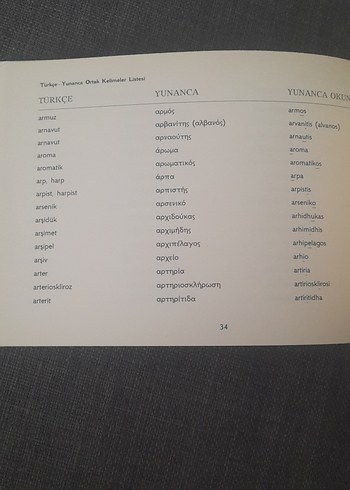 Türkçe - Yunanca Ortak Kelimeler Listesi
TÜRKÇE YUNANCA YUNANCA OKUN
armuz αρμός armos
arnavut αρβανίτης (αλβανός) arvanitis (alvanos)
arnavut αρναούτης arnautis
aroma άρωμα aroma
aromatik αρωματικός aromatikos
arp, harp άρπα arpa
arpist, harpist αρπιστής arpistis
arsenik αρσενικό arseniko
arşidük αρχιδούκας arhidhukas
arşimet αρχιμήδης arhimidhis
arşipel αρχιπέλαγος arhipelagos
arşiv αρχείο arhio
arter αρτηρία artiria
arterioskliroz αρτηριοσκλήρωση artiriosklirosi
arterit αρτηρίτιδα artiritidha
34